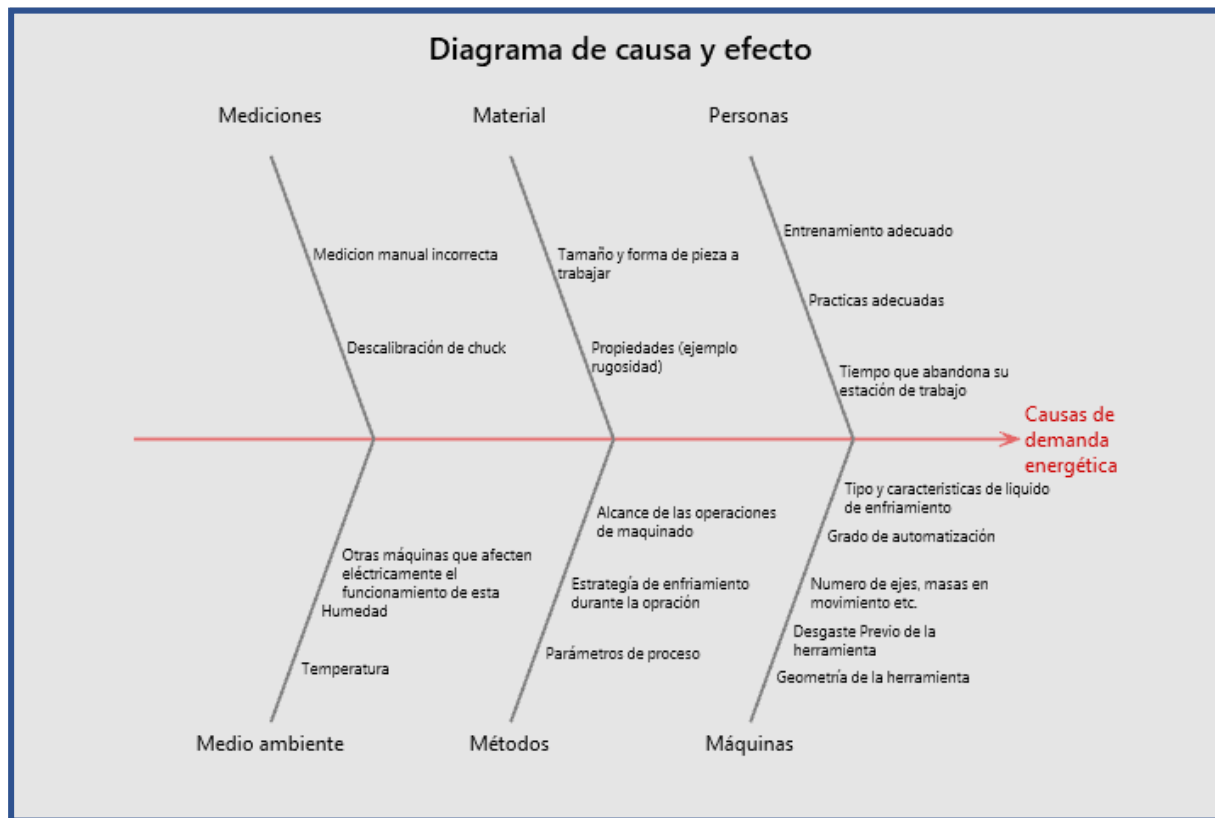 Diagrama de causa y efecto
Mediciones
Material
Personas
Entrenamiento adecuado
Medicion manual incorrecta
Tamaño y forma de pieza a
trabajar
Practicas adecuadas
Descalibración de chuck
Propiedades (ejemplo
rugosidad)
Tiempo que abandona su
estación de trabajo
Causas de
demanda
energética
Tipo y caracteristicas de liquido
de enfriamiento
Alcance de las operaciones
de maquinado
Grado de automatización
Otras máquinas que afecten
eléctricamente el
funcionamiento de esta
Humedad
Estrategía de enfriamiento
durante la opración
Numero de ejes, masas en
movimiento etc.
Desgaste Previo de la
herramienta
Temperatura
Parámetros de proceso
Geometría de la herramienta
Medio ambiente
Métodos
Máquinas